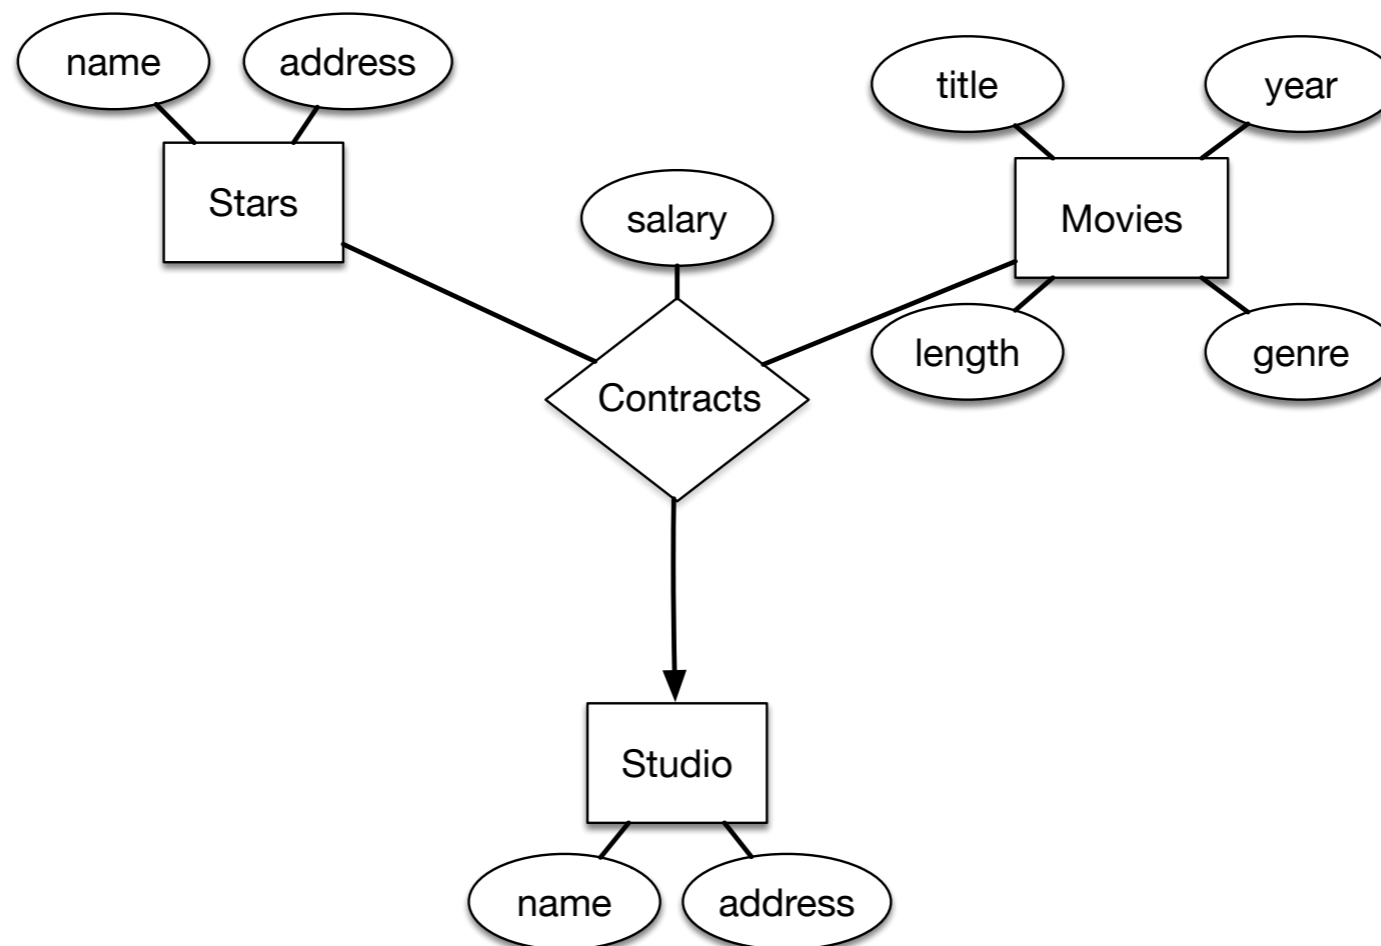 name
address
title
year
Stars
salary
Movies
length
genre
Contracts
Studio
name
address